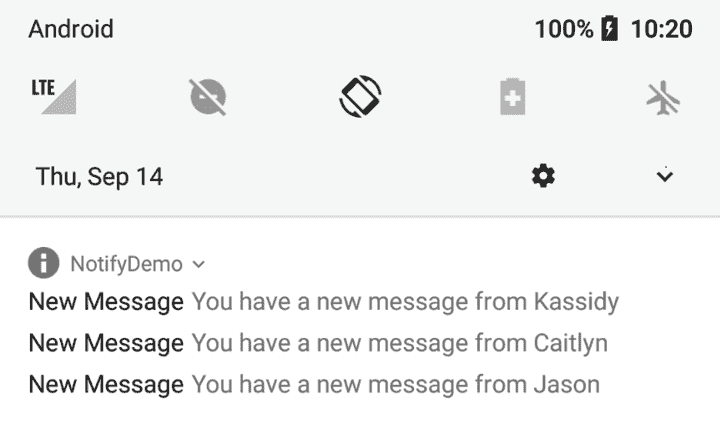 Android 100% 10:20
LTE
Thu, Sep 14
NotifyDemo
New Message You have a new message from Kassidy
New Message You have a new message from Caitlyn
New Message You have a new message from Jason